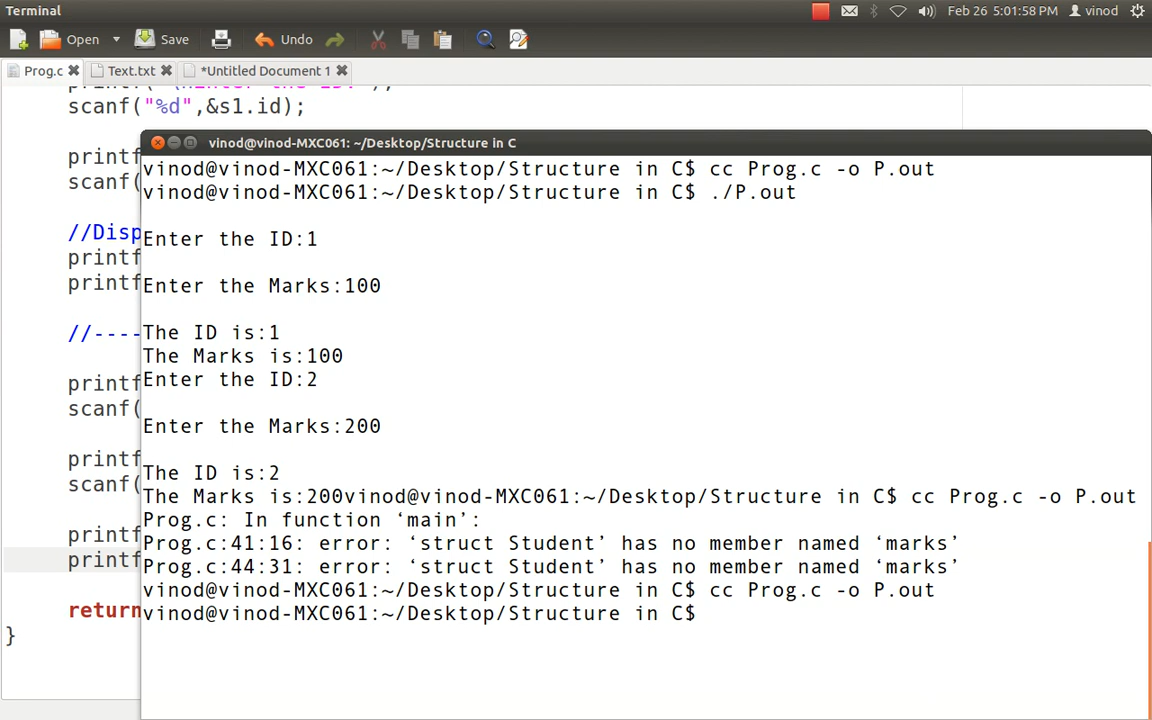 Terminal
Feb 26 5:01:58 PM vinod
Open Save Undo
Prog.c Text.txt *Untitled Document 1
scanf("%d",&s1.id);
vinod@vinod-MXC061: ~/Desktop/Structure in C
printf
vinod@vinod-MXC061:~/Desktop/Structure in C$ cc Prog.c -o P.out
scanf(
vinod@vinod-MXC061:~/Desktop/Structure in C$ ./P.out
//Disp
Enter the ID:1
printf
printf
Enter the Marks:100
//----
The ID is:1
The Marks is:100
printf
Enter the ID:2
scanf(
Enter the Marks:200
printf
The ID is:2
scanf(
The Marks is:200vinod@vinod-MXC061:~/Desktop/Structure in C$ cc Prog.c -o P.out
Prog.c: In function ‘main’:
printf
Prog.c:41:16: error: ‘struct Student’ has no member named ‘marks’
printf
Prog.c:44:31: error: ‘struct Student’ has no member named ‘marks’
vinod@vinod-MXC061:~/Desktop/Structure in C$ cc Prog.c -o P.out
return
vinod@vinod-MXC061:~/Desktop/Structure in C$
}